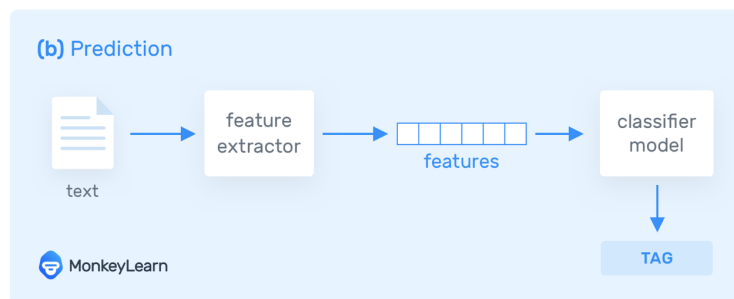 (b) Prediction
text
feature
extractor
features
classifier
model
TAG
MonkeyLearn